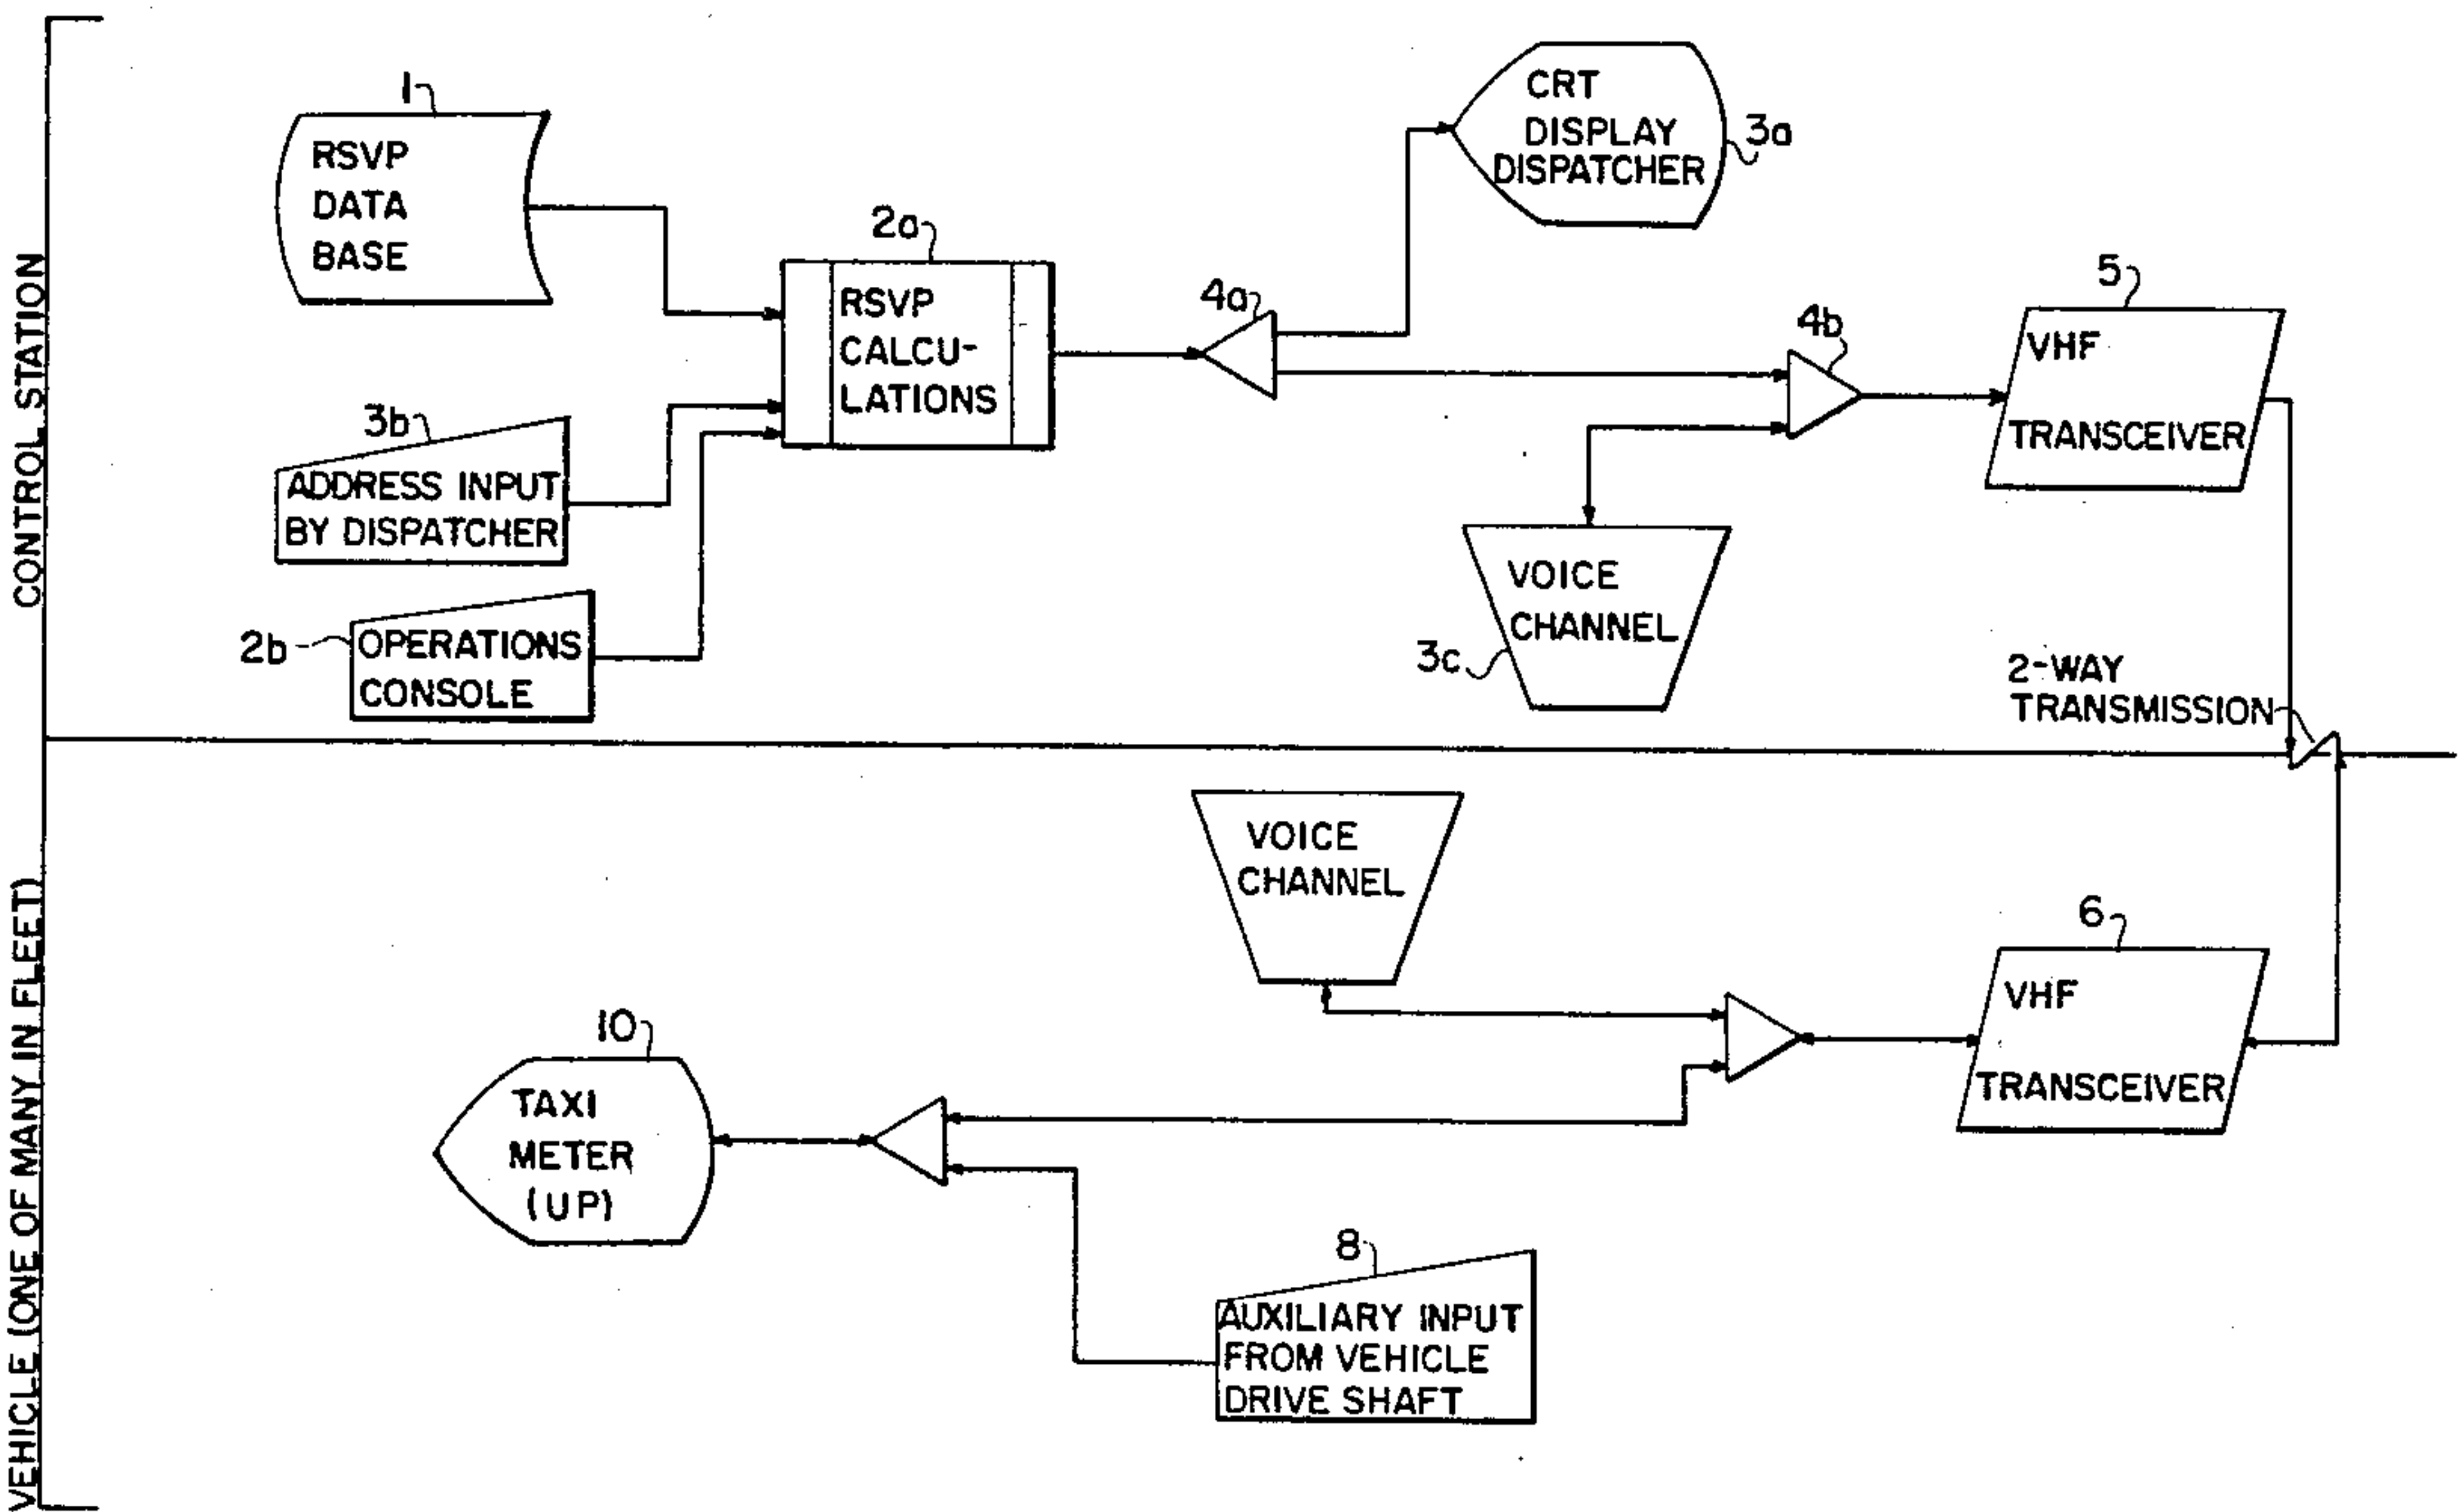 CONTROL STATION
1
RSVP
DATA
BASE
2a
RSVP
CALCU-
LATIONS
3b
ADDRESS INPUT
BY DISPATCHER
2b
OPERATIONS
CONSOLE
4a
CRT
DISPLAY
DISPATCHER
3a
4b
5
VHF
TRANSCEIVER
VOICE
CHANNEL
3c
2-WAY
TRANSMISSION
VEHICLE (ONE OF MANY IN FLEET)
VOICE
CHANNEL
6
VHF
TRANSCEIVER
10
TAXI
METER
(UP)
8
AUXILIARY INPUT
FROM VEHICLE
DRIVE SHAFT